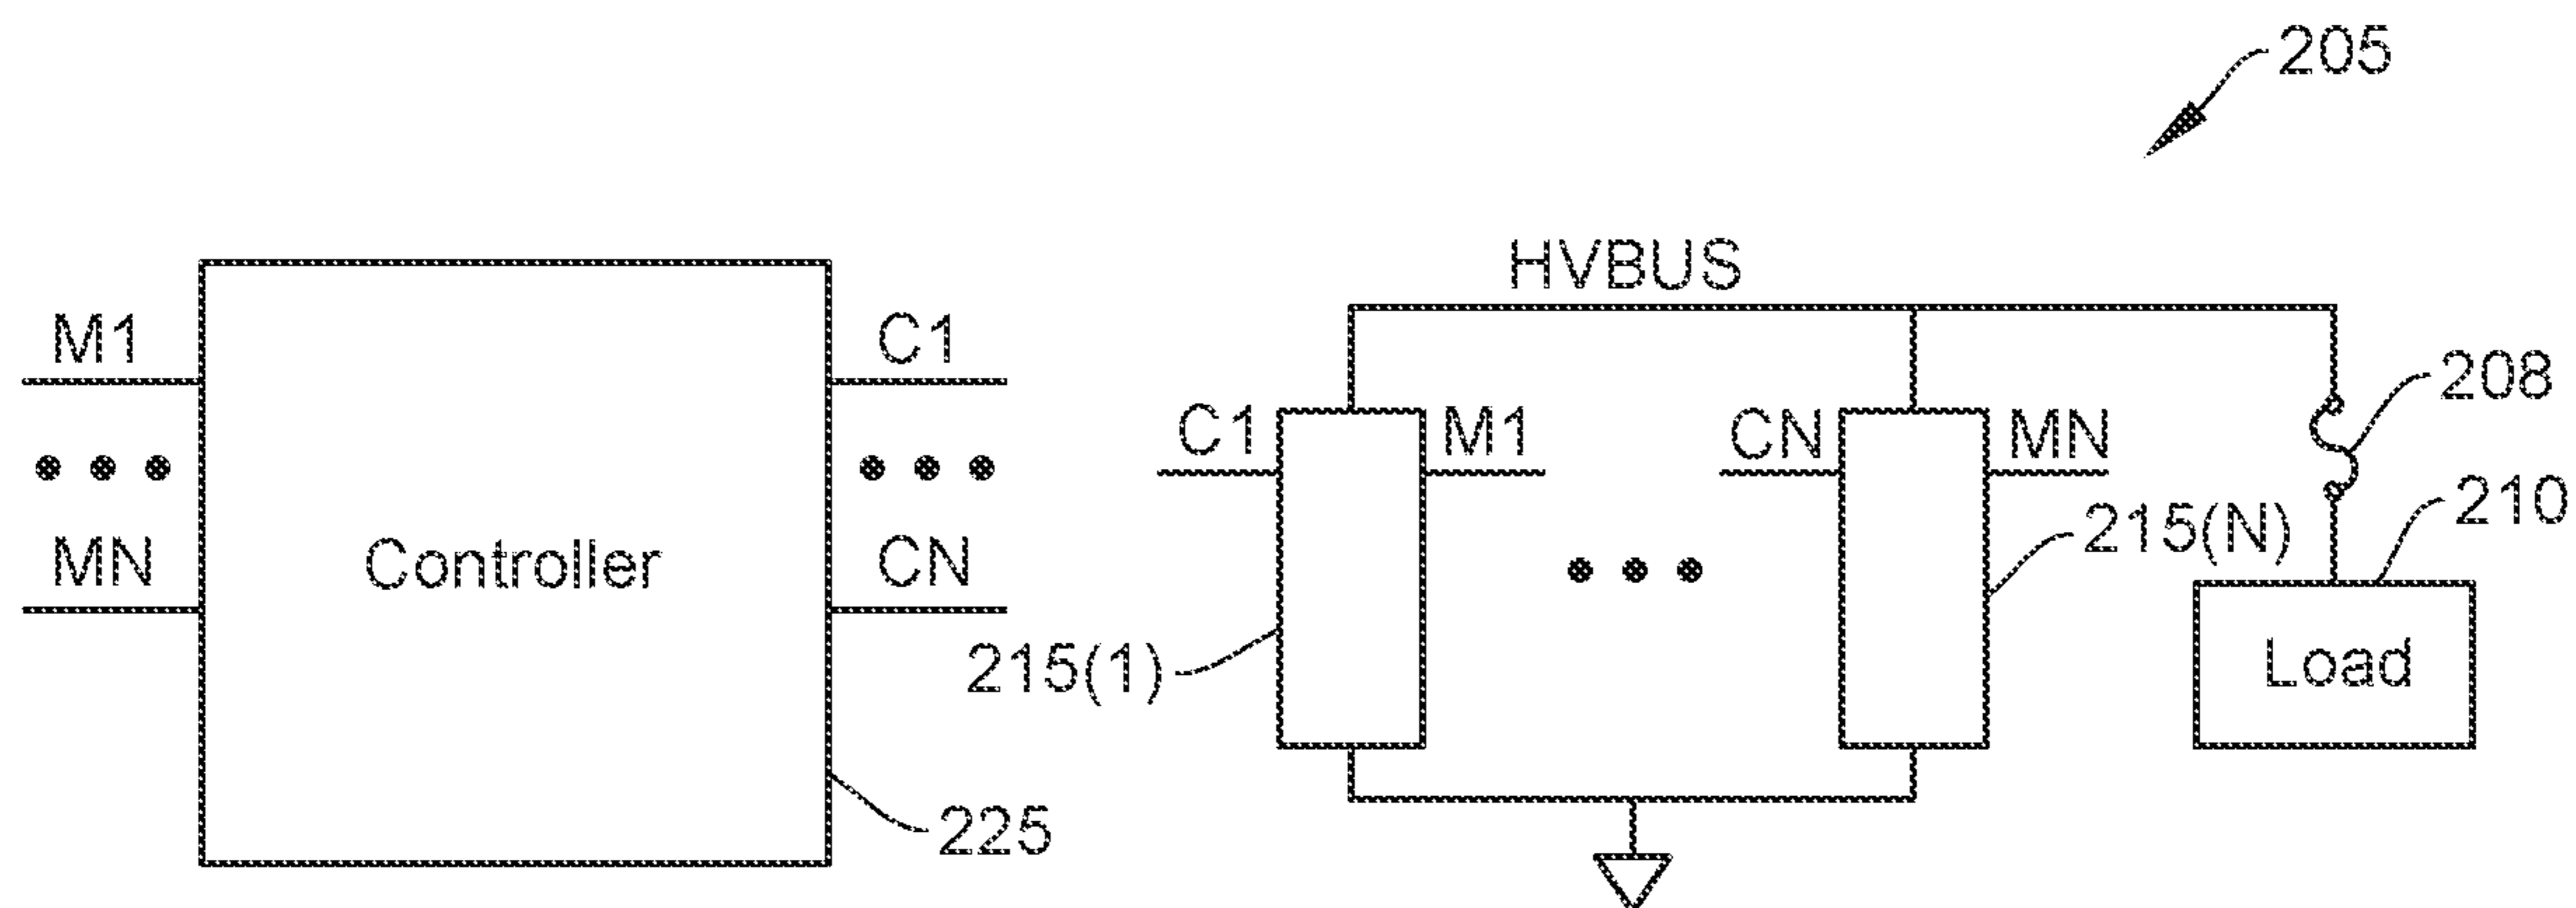 205
HVBUS
M1
C1
208
C1
M1
CN
MN
210
MN
Controller
CN
215(N)
215(1)
Load
225